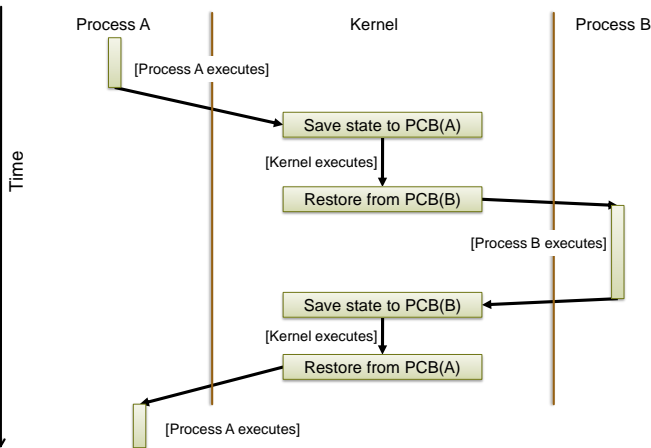 Process A
Kernel
Process B
[Process A executes]
Save state to PCB(A)
[Kernel executes]
Time
Restore from PCB(B)
[Process B executes]
Save state to PCB(B)
[Kernel executes]
Restore from PCB(A)
[Process A executes]